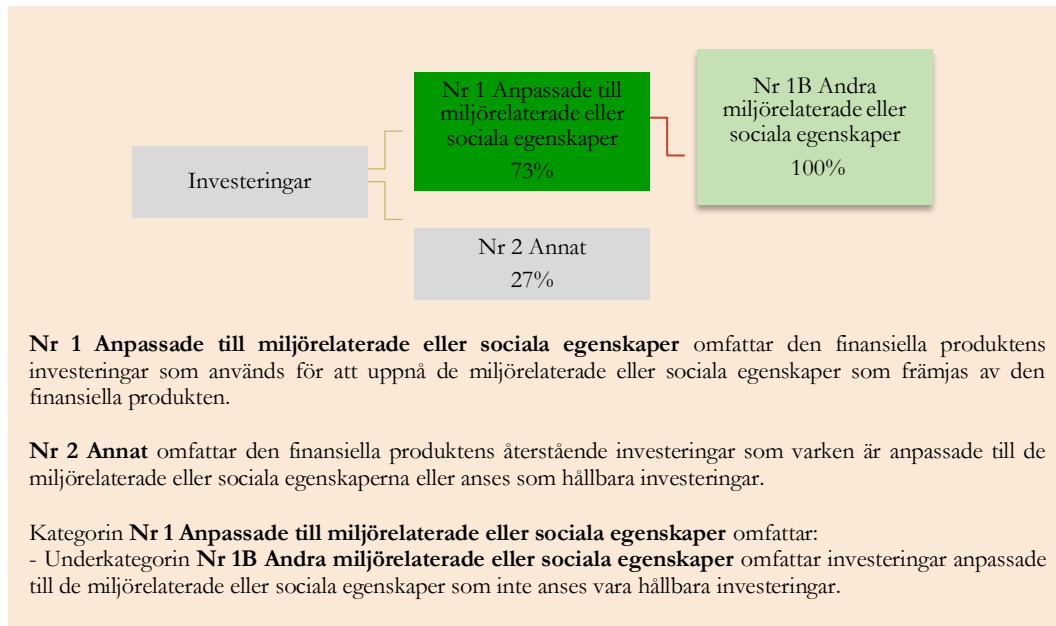 Nr 1 Anpassade till
miljörelaterade eller
sociala egenskaper
73%
Nr 1B Andra
miljörelaterade eller
sociala egenskaper
100%
Investeringar
Nr 2 Annat
27%
Nr 1 Anpassade till miljörelaterade eller sociala egenskaper omfattar den finansiella produktens
investeringar som används för att uppnå de miljörelaterade eller sociala egenskaper som främjas av den
finansiella produkten.
Nr 2 Annat omfattar den finansiella produktens återstående investeringar som varken är anpassade till de
miljörelaterade eller sociala egenskaperna eller anses som hållbara investeringar.
Kategorin Nr 1 Anpassade till miljörelaterade eller sociala egenskaper omfattar:
- Underkategorin Nr 1B Andra miljörelaterade eller sociala egenskaper omfattar investeringar anpassade
till de miljörelaterade eller sociala egenskaper som inte anses vara hållbara investeringar.